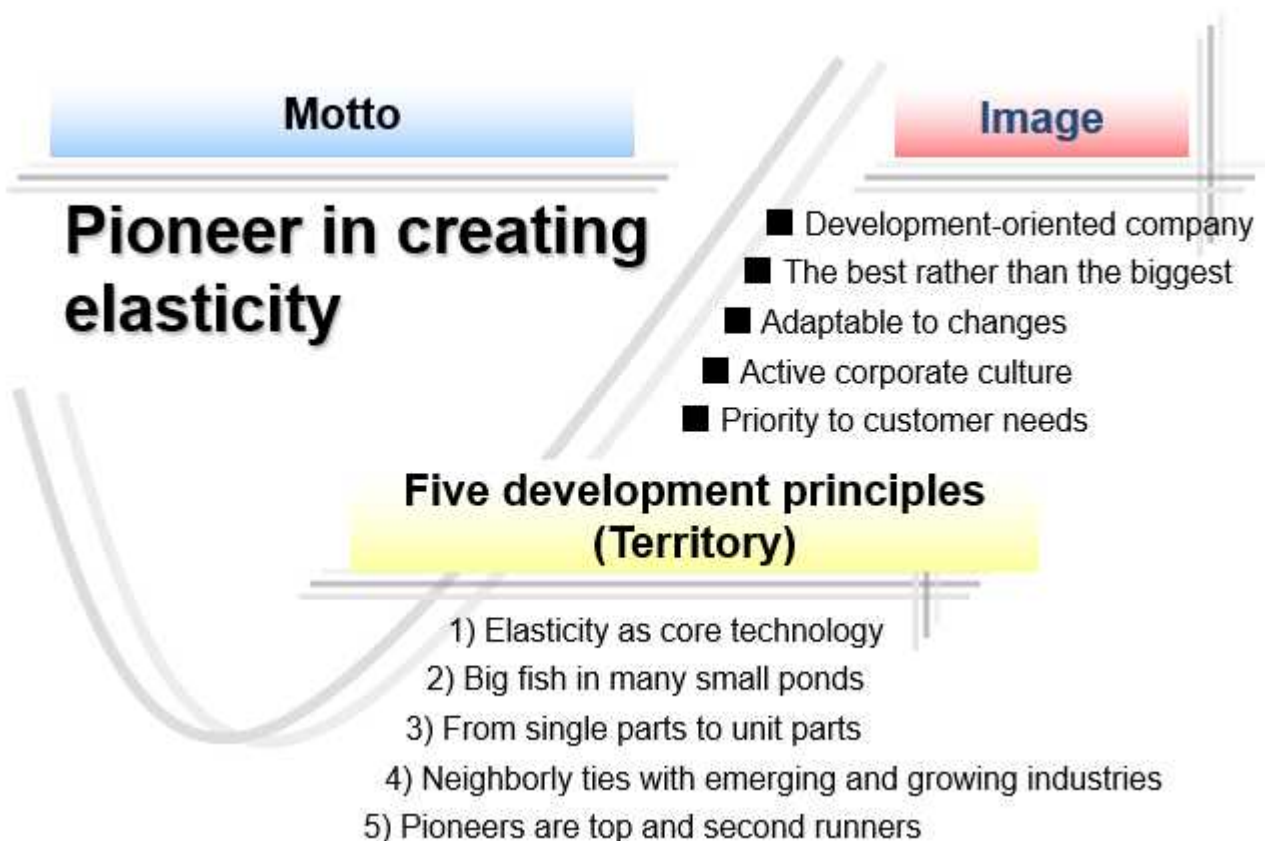 Motto
Pioneer in creating
elasticity
Image
■ Development-oriented company
■ The best rather than the biggest
■ Adaptable to changes
■ Active corporate culture
■ Priority to customer needs
Five development principles
(Territory)
1) Elasticity as core technology
2) Big fish in many small ponds
3) From single parts to unit parts
4) Neighborly ties with emerging and growing industries
5) Pioneers are top and second runners